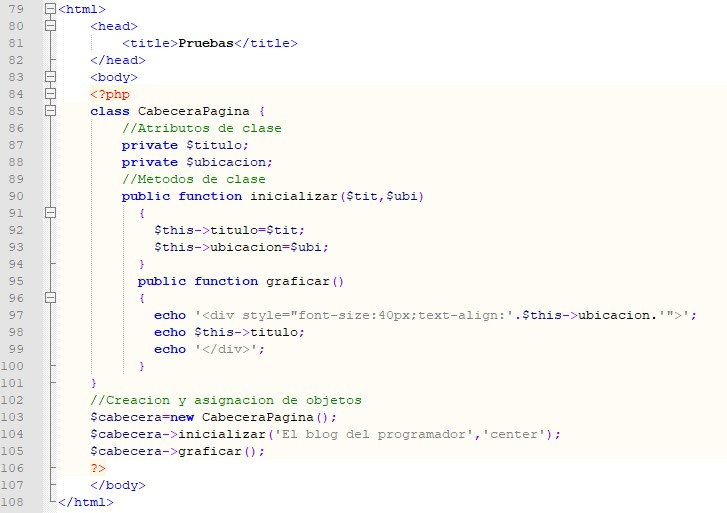 79 <html>
80 <head>
81 <title>Pruebas</title>
82 </head>
83 <body>
84 <?php
85 class CabeceraPagina {
86 //Atributos de clase
87 private $titulo;
88 private $ubicacion;
89 //Metodos de clase
90 public function inicializar($tit,$ubi)
91 {
92 $this->titulo=$tit;
93 $this->ubicacion=$ubi;
94 }
95 public function graficar()
96 {
97 echo '<div style="font-size:40px;text-align:'.$this->ubicacion.'">';
98 echo $this->titulo;
99 echo '</div>';
100 }
101 }
102 //Creacion y asignacion de objetos
103 $cabecera=new CabeceraPagina();
104 $cabecera->inicializar('El blog del programador','center');
105 $cabecera->graficar();
106 ?>
107 </body>
108 </html>